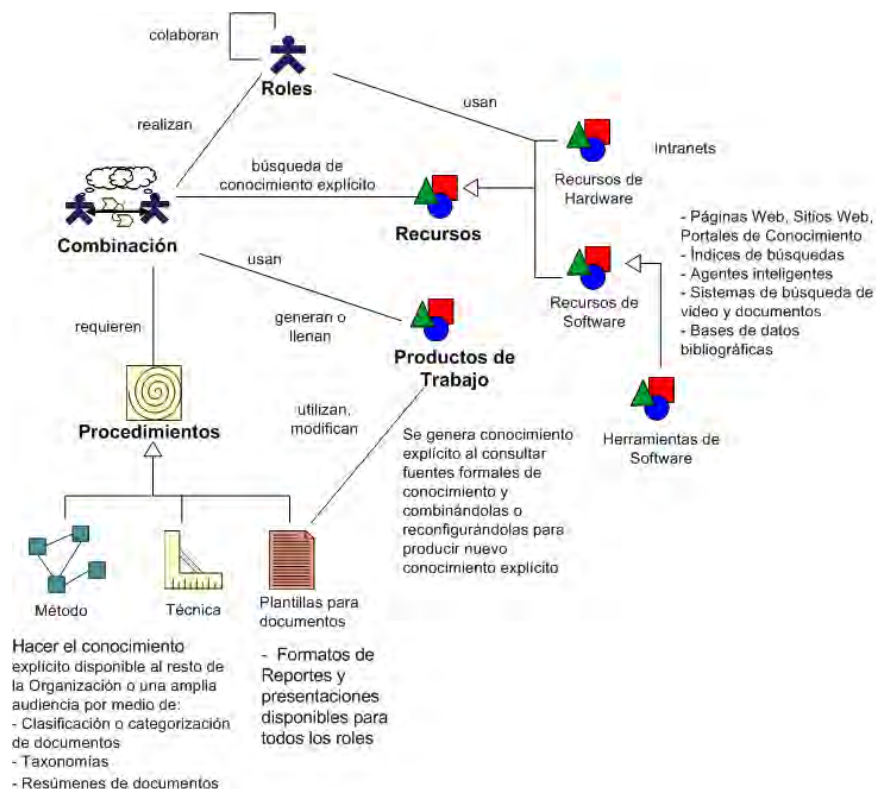 colaboran
Roles
realizan
usan
búsqueda de
conocimiento explícito
Intranets
Recursos de
Hardware
Recursos
Combinación
- Páginas Web, Sitios Web,
Portales de Conocimiento
- Índices de búsquedas
- Agentes inteligentes
- Sistemas de búsqueda de
video y documentos
- Bases de datos
bibliográficas
usan
Recursos de
Software
requieren
generan o
llenan
Productos de
Trabajo
Procedimientos
utilizan,
modifican
Herramientas de
Software
Se genera conocimiento
explícito al consultar
fuentes formales de
conocimiento y
combinándolas o
reconfigurándolas para
producir nuevo
conocimiento explícito
Método
Técnica
Plantillas para
documentos
Hacer el conocimiento
explícito disponible al resto de
la Organización o una amplia
audiencia por medio de:
- Clasificación o categorización
de documentos
- Taxonomías
- Resúmenes de documentos
- Formatos de
Reportes y
presentaciones
disponibles para
todos los roles